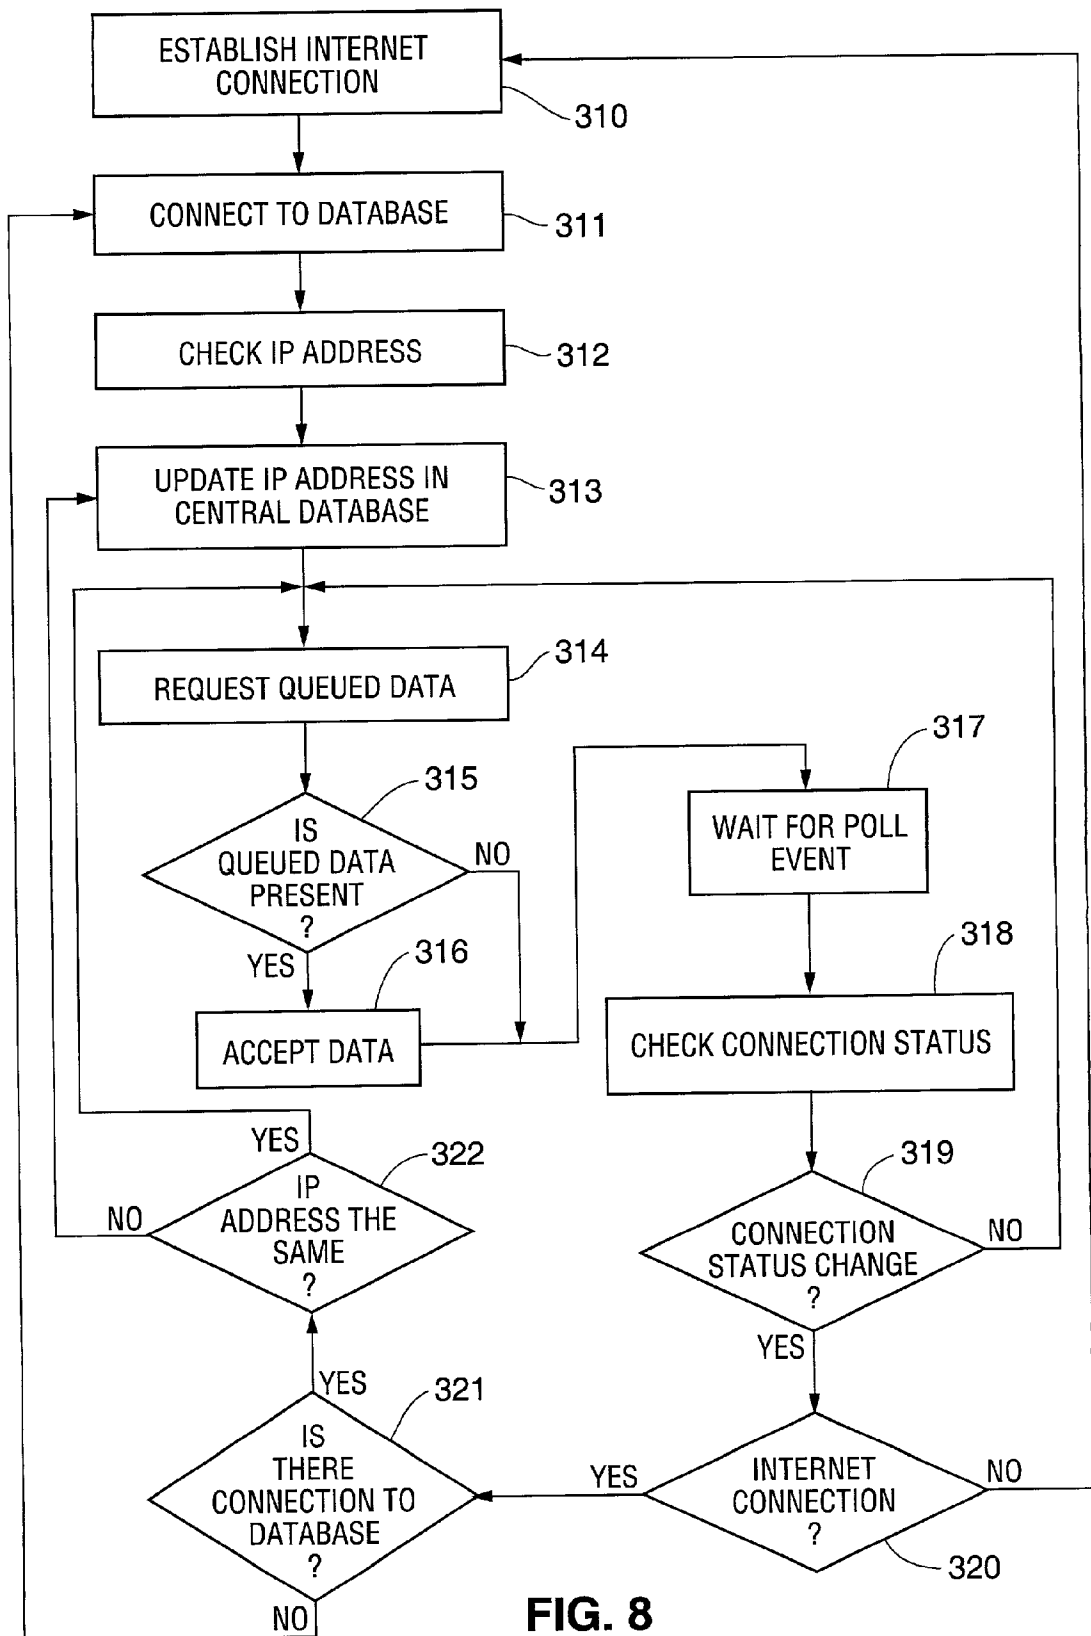 ESTABLISH INTERNET
CONNECTION
310
CONNECT TO DATABASE
311
CHECK IP ADDRESS
312
UPDATE IP ADDRESS IN
CENTRAL DATABASE
313
REQUEST QUEUED DATA
314
315
IS
QUEUED DATA
PRESENT
?
NO
YES
316
ACCEPT DATA
317
WAIT FOR POLL
EVENT
318
CHECK CONNECTION STATUS
319
CONNECTION
STATUS CHANGE
?
NO
YES
YES
322
IP
ADDRESS THE
SAME
?
NO
YES
321
IS
THERE
CONNECTION TO
DATABASE
?
NO
YES
INTERNET
CONNECTION
?
NO
320
FIG. 8